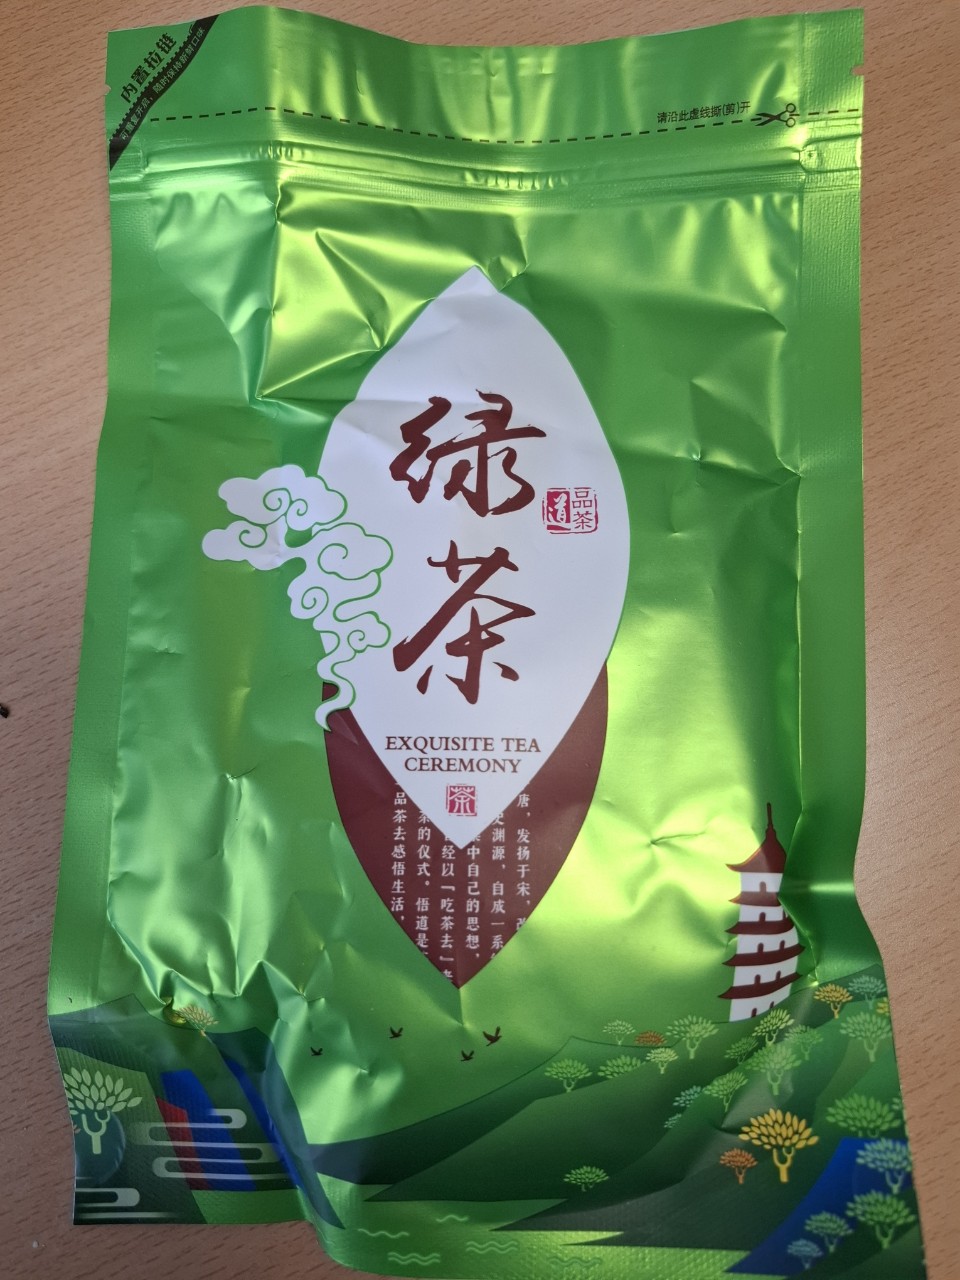 内置拉链
请沿此虚线撕(剪)开
绿
茶
品茶
道
EXQUISITE TEA
CEREMONY
茶
唐，发扬于宋，
史渊源，自成一系
中自己的思想，
经以「吃茶去」
茶的仪式。悟道是
品茶去感悟生活，